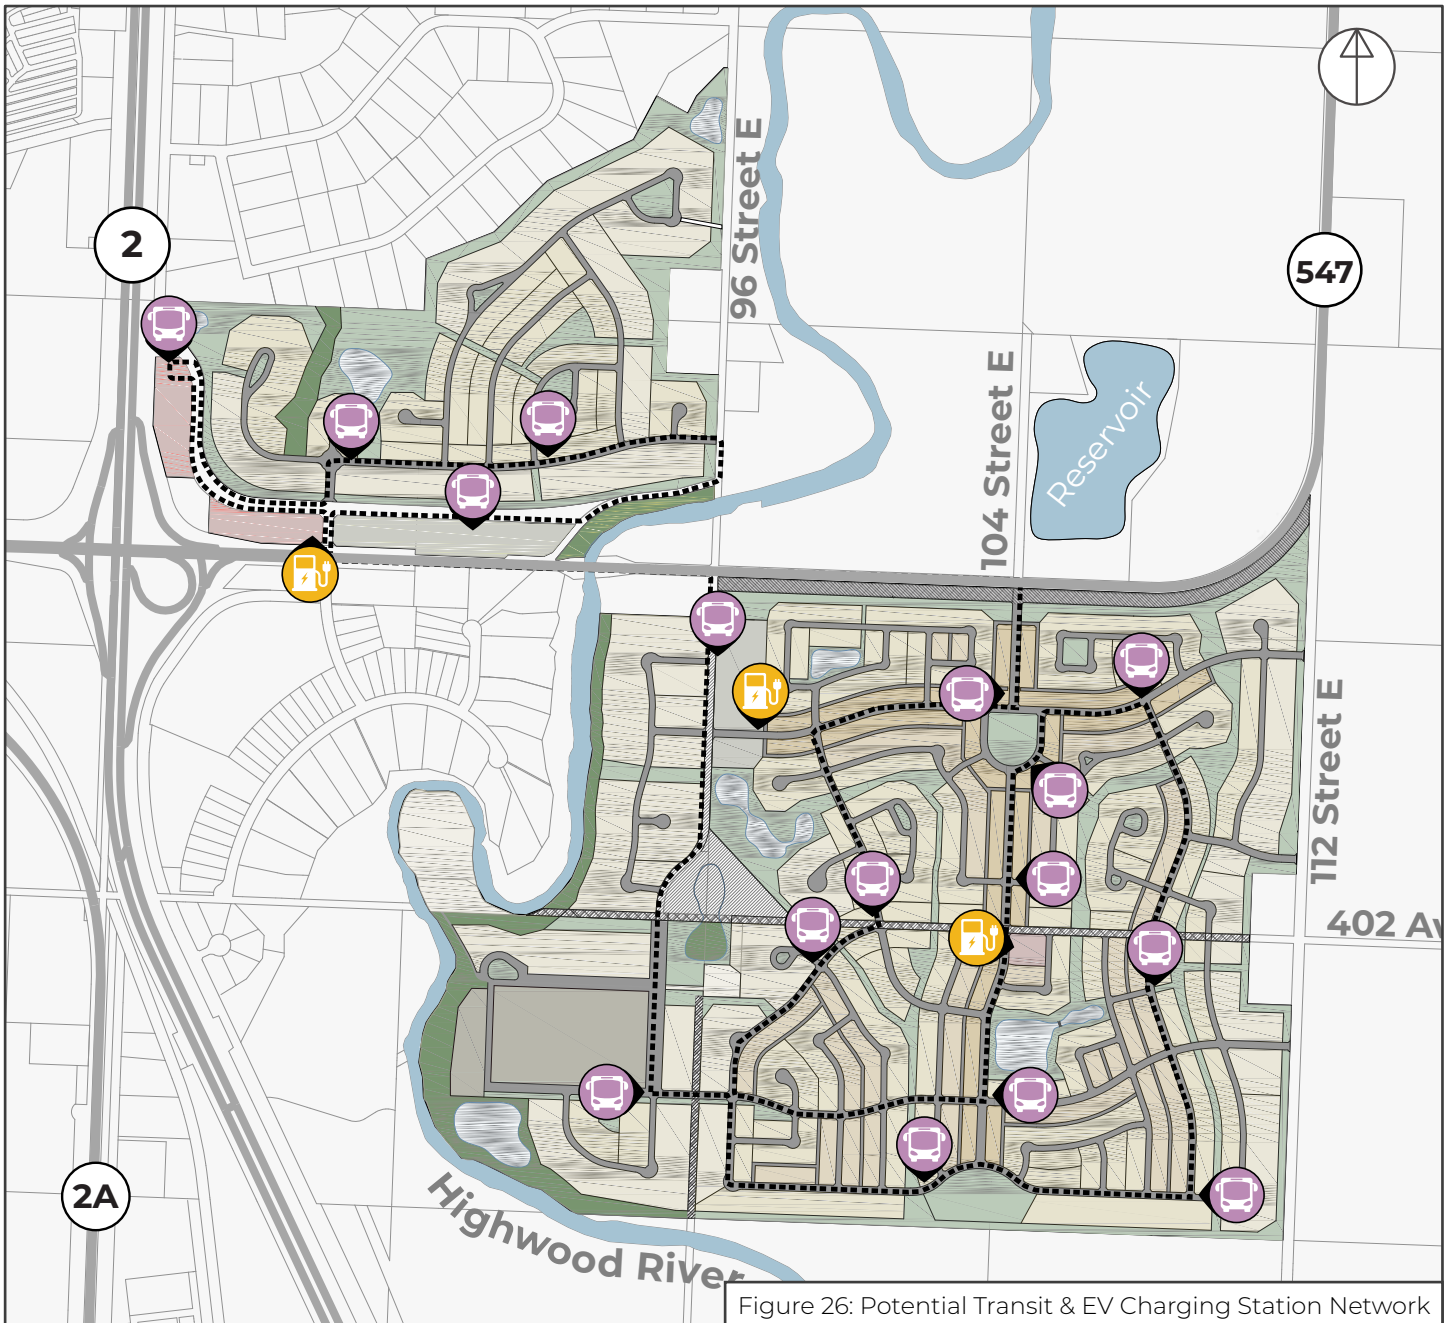 2
547
96 Street E
104 Street E
Reservoir
112 Street E
402 Av
2A
Highwood River
Figure 26: Potential Transit & EV Charging Station Network